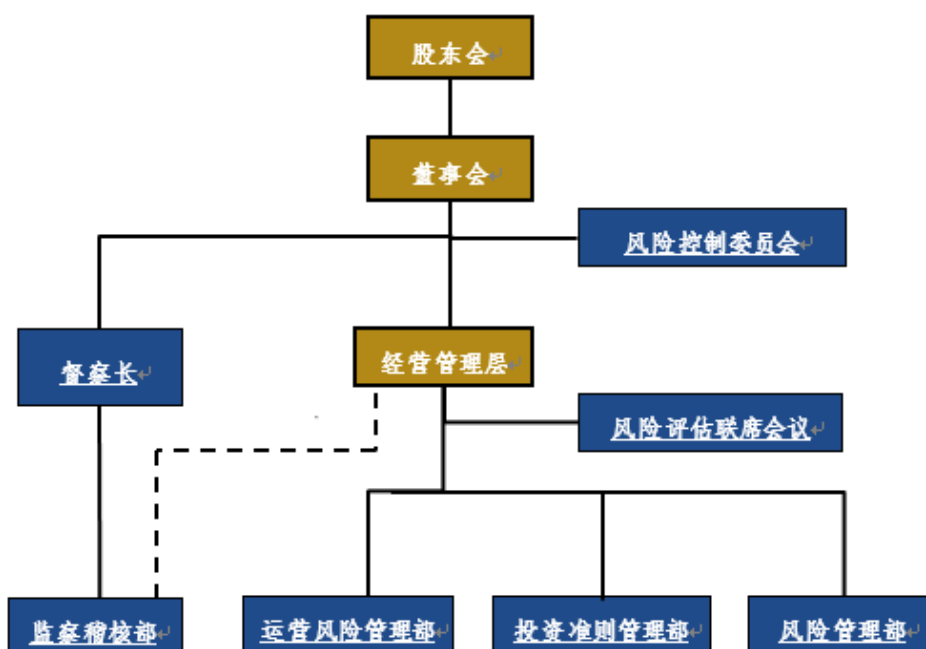 股东会
董事会
风险控制委员会
督察长
经营管理层
风险评估联席会议
监察稽核部
运营风险管理部
投资准则管理部
风险管理部